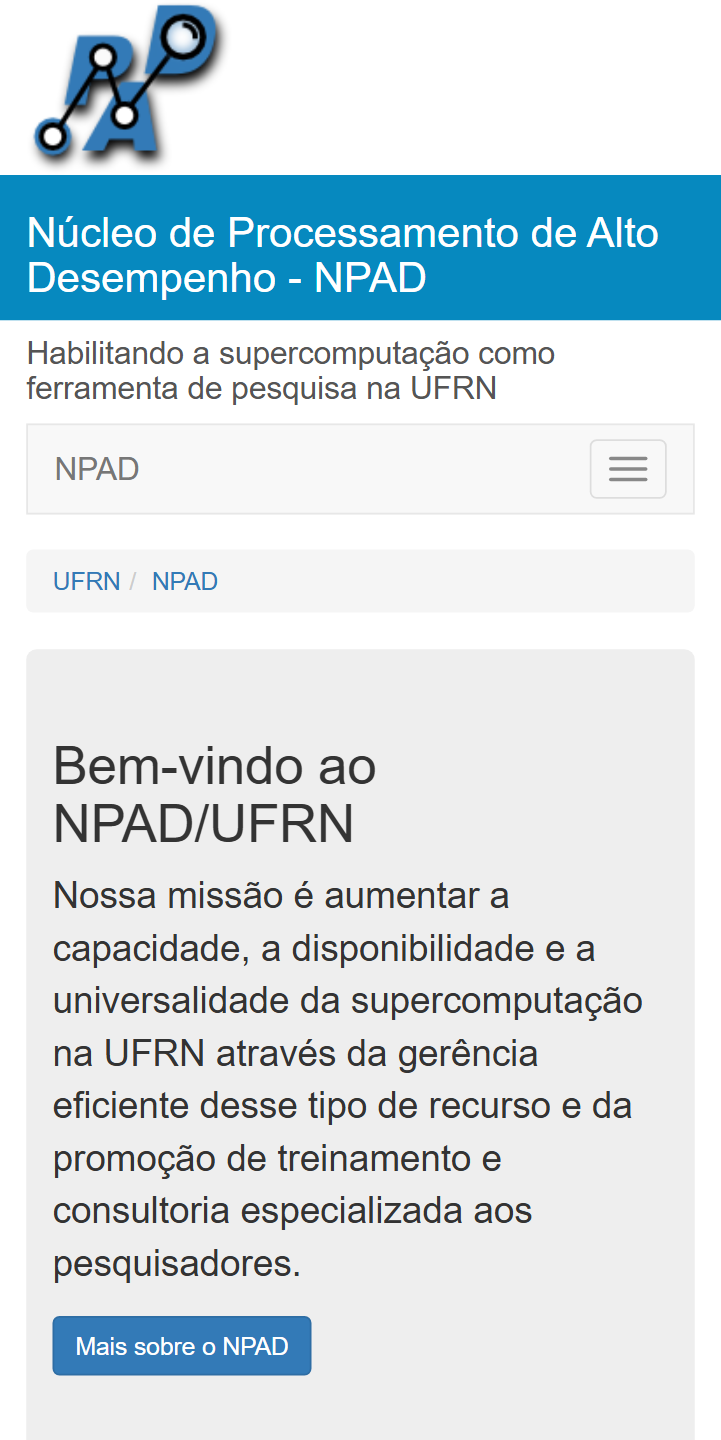 PAD
Núcleo de Processamento de Alto
Desempenho - NPAD
Habilitando a supercomputação como
ferramenta de pesquisa na UFRN
NPAD
UFRN / NPAD
Bem-vindo ao
NPAD/UFRN
Nossa missão é aumentar a
capacidade, a disponibilidade e a
universalidade da supercomputação
na UFRN através da gerência
eficiente desse tipo de recurso e da
promoção de treinamento e
consultoria especializada aos
pesquisadores.
Mais sobre o NPAD